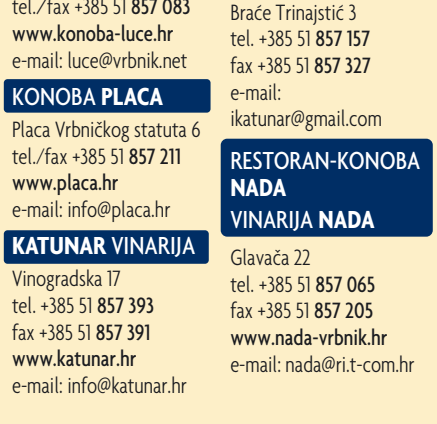 tel./fax +385 51 857 083
www.konoba-luce.hr
e-mail: luce@vrbnik.net
KONOBA PLACA
Placa Vrbničkog statuta 6
tel./fax +385 51 857 211
www.placa.hr
e-mail: info@placa.hr
KATUNAR VINARIJA
Vinogradska 17
tel. +385 51 857 393
fax +385 51 857 391
www.katunar.hr
e-mail: info@katunar.hr
Braće Trinajstić 3
tel. +385 51 857 157
fax +385 51 857 327
e-mail:
ikatunar@gmail.com
RESTORAN-KONOBA
NADA
VINARIJA NADA
Glavača 22
tel. +385 51 857 065
fax +385 51 857 205
www.nada-vrbnik.hr
e-mail: nada@ri.t-com.hr